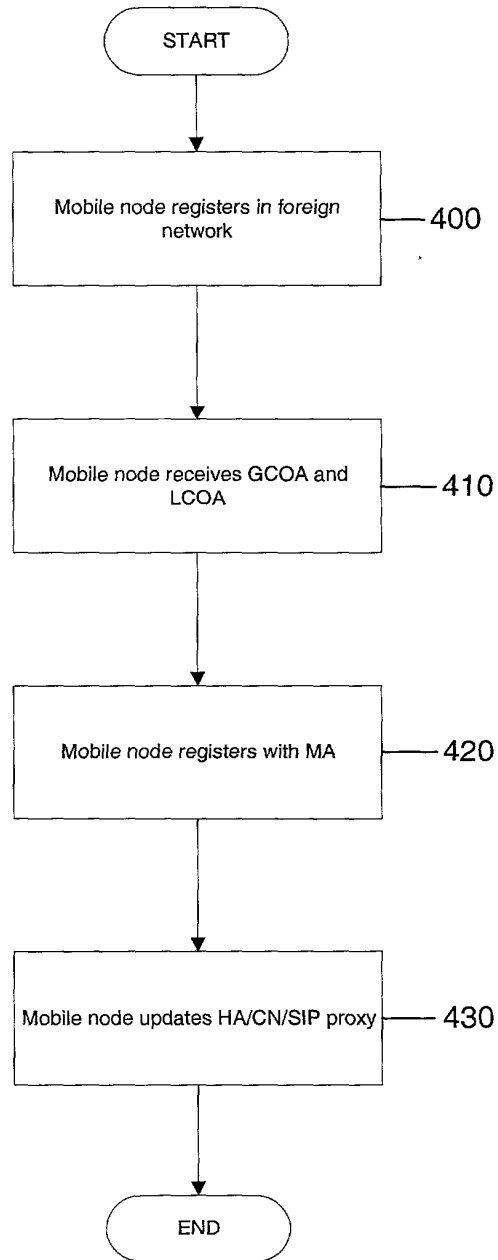 START
Mobile node registers in foreign
network
400
Mobile node receives GCOA and
LCOA
410
Mobile node registers with MA
420
Mobile node updates HA/CN/SIP proxy
430
END